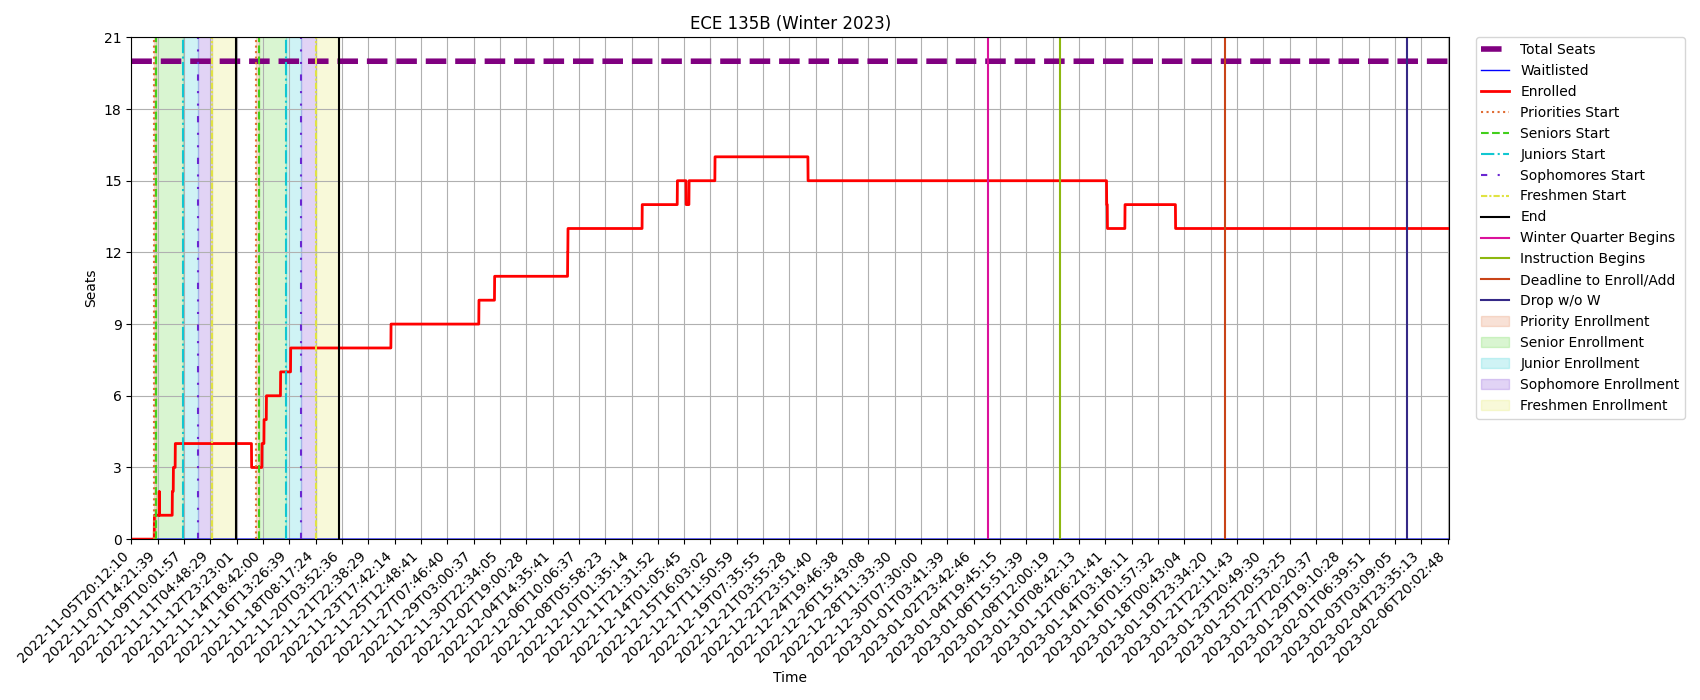 ECE 135B (Winter 2023)
Seats
21
18
15
12
9
6
3
0
2022-11-05T20:12:10
2022-11-07T14:21:39
2022-11-09T10:01:57
2022-11-11T04:48:29
2022-11-12T23:23:01
2022-11-14T18:42:00
2022-11-16T13:26:39
2022-11-18T08:17:24
2022-11-20T03:52:36
2022-11-21T22:38:29
2022-11-23T17:42:14
2022-11-25T12:48:41
2022-11-27T07:46:40
2022-11-29T03:00:37
2022-11-30T22:34:05
2022-12-02T19:00:28
2022-12-04T14:35:41
2022-12-06T10:06:37
2022-12-08T05:58:23
2022-12-10T01:35:14
2022-12-11T21:31:52
2022-12-14T01:05:45
2022-12-15T16:03:02
2022-12-17T11:50:59
2022-12-19T07:35:55
2022-12-21T03:55:28
2022-12-22T23:51:40
2022-12-24T19:46:38
2022-12-26T15:43:08
2022-12-28T11:33:30
2022-12-30T07:30:00
2023-01-01T03:41:39
2023-01-02T23:42:46
2023-01-04T19:45:15
2023-01-06T15:51:39
2023-01-08T12:00:19
2023-01-10T08:42:13
2023-01-12T06:21:41
2023-01-14T03:18:11
2023-01-16T01:57:32
2023-01-18T00:43:04
2023-01-19T23:34:20
2023-01-21T22:11:43
2023-01-23T20:49:30
2023-01-25T20:53:25
2023-01-27T20:20:37
2023-01-29T19:10:28
2023-02-01T06:39:51
2023-02-03T03:09:05
2023-02-04T23:35:13
2023-02-06T20:02:48
Time
Total Seats
Waitlisted
Enrolled
Priorities Start
Seniors Start
Juniors Start
Sophomores Start
Freshmen Start
End
Winter Quarter Begins
Instruction Begins
Deadline to Enroll/Add
Drop w/o W
Priority Enrollment
Senior Enrollment
Junior Enrollment
Sophomore Enrollment
Freshmen Enrollment